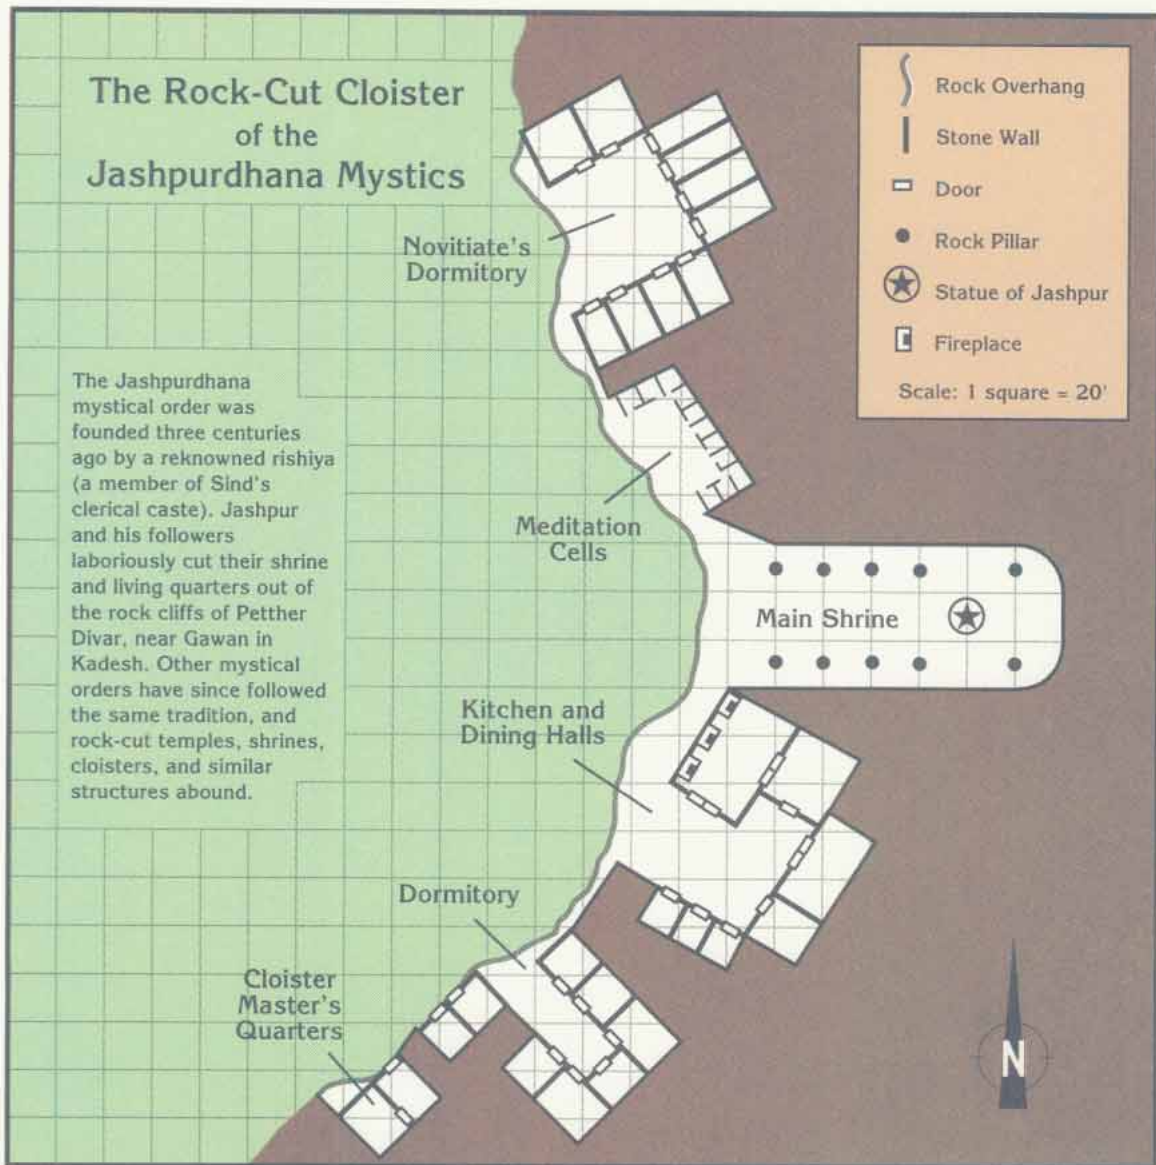 The Rock-Cut Cloister
of the
Jashpurdhana Mystics
Rock Overhang
Stone Wall
Door
Rock Pillar
Statue of Jashpur
Fireplace
Scale: 1 square = 20'
Novitiate's
Dormitory
The Jashpurdhana
mystical order was
founded three centuries
ago by a reknowned rishiya
(a member of Sind's
clerical caste). Jashpur
and his followers
laboriously cut their shrine
and living quarters out of
the rock cliffs of Petther
Divar, near Gawan in
Kadesh. Other mystical
orders have since followed
the same tradition, and
rock-cut temples, shrines,
cloisters, and similar
structures abound.
Meditation
Cells
Main Shrine
Kitchen and
Dining Halls
Dormitory
Cloister
Master's
Quarters
N